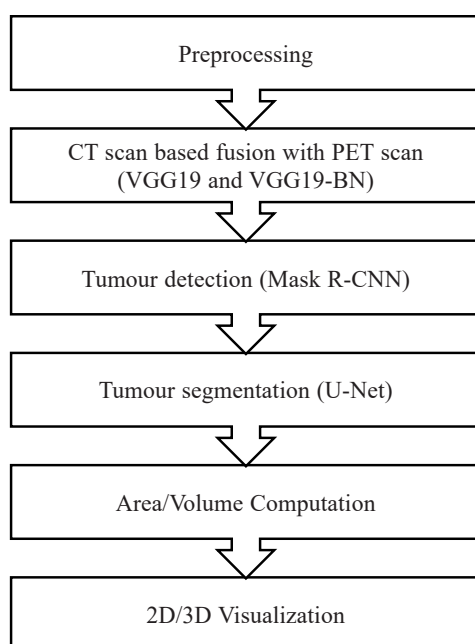 Preprocessing
CT scan based fusion with PET scan
(VGG19 and VGG19-BN)
Tumour detection (Mask R-CNN)
Tumour segmentation (U-Net)
Area/Volume Computation
2D/3D Visualization